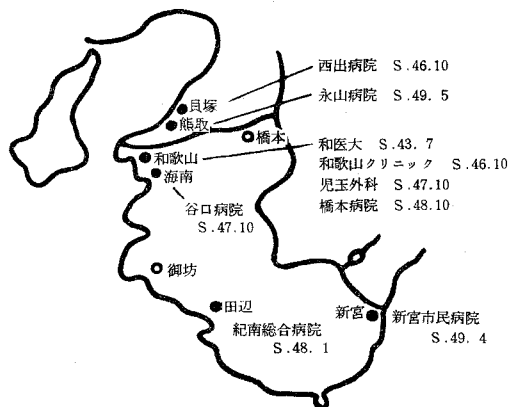 西出病院 S.46.10
永山病院 S.49. 5
貝塚
熊取
橋本
和歌山
海南
和医大 S.43. 7
和歌山クリニック S.46.10
児玉外科 S.47.10
橋本病院 S.48.10
谷口病院
S.47.10
御坊
田辺
紀南総合病院
S.48. 1
新宮
新宮市民病院
S.49. 4